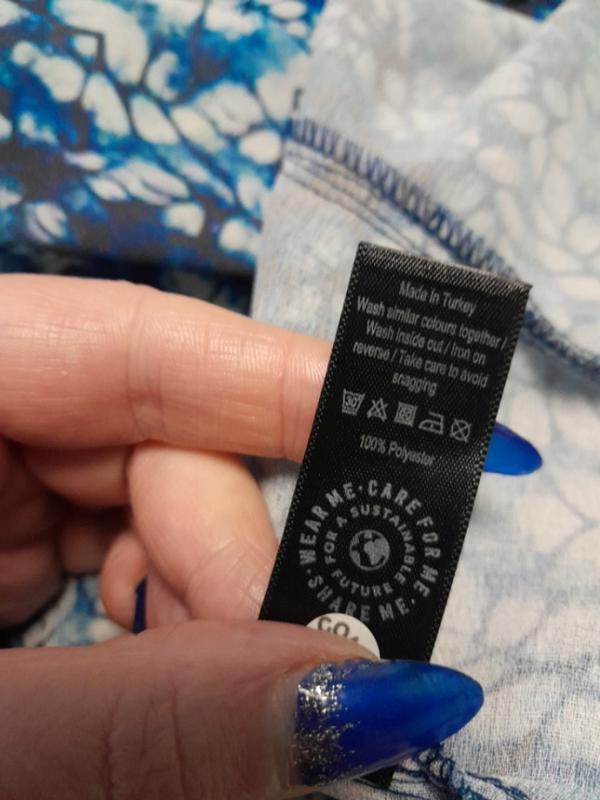 Made In Turkey
Wash similar colours together /
Wash inside out / Iron on
reverse / Take care to avoid
snagging
30°
100% Polyester
WEAR ME · CARE FOR ME · SHARE ME ·
FOR A SUSTAINABLE FUTURE